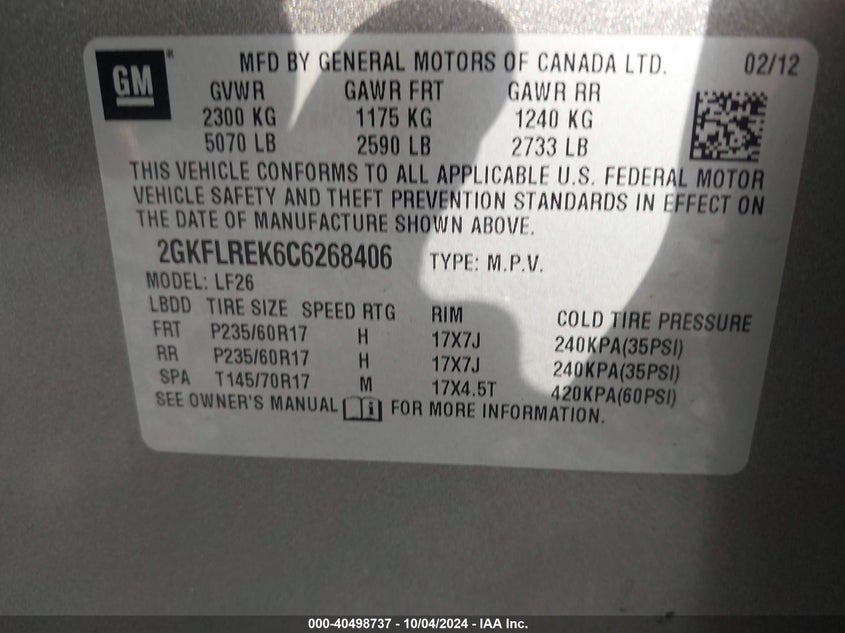 GM ® MFD BY GENERAL MOTORS OF CANADA LTD. 02/12
GVWR GAWR FRT GAWR RR
2300 KG 1175 KG 1240 KG
5070 LB 2590 LB 2733 LB
THIS VEHICLE CONFORMS TO ALL APPLICABLE U.S. FEDERAL MOTOR
VEHICLE SAFETY AND THEFT PREVENTION STANDARDS IN EFFECT ON
THE DATE OF MANUFACTURE SHOWN ABOVE.
2GKFLREK6C6268406 TYPE: M.P.V.
MODEL: LF26
LBDD TIRE SIZE SPEED RTG RIM COLD TIRE PRESSURE
FRT P235/60R17 H 17X7J 240KPA(35PSI)
RR P235/60R17 H 17X7J 240KPA(35PSI)
SPA T145/70R17 M 17X4.5T 420KPA(60PSI)
SEE OWNER'S MANUAL i FOR MORE INFORMATION.
000-40498737 - 10/04/2024 - IAA Inc.